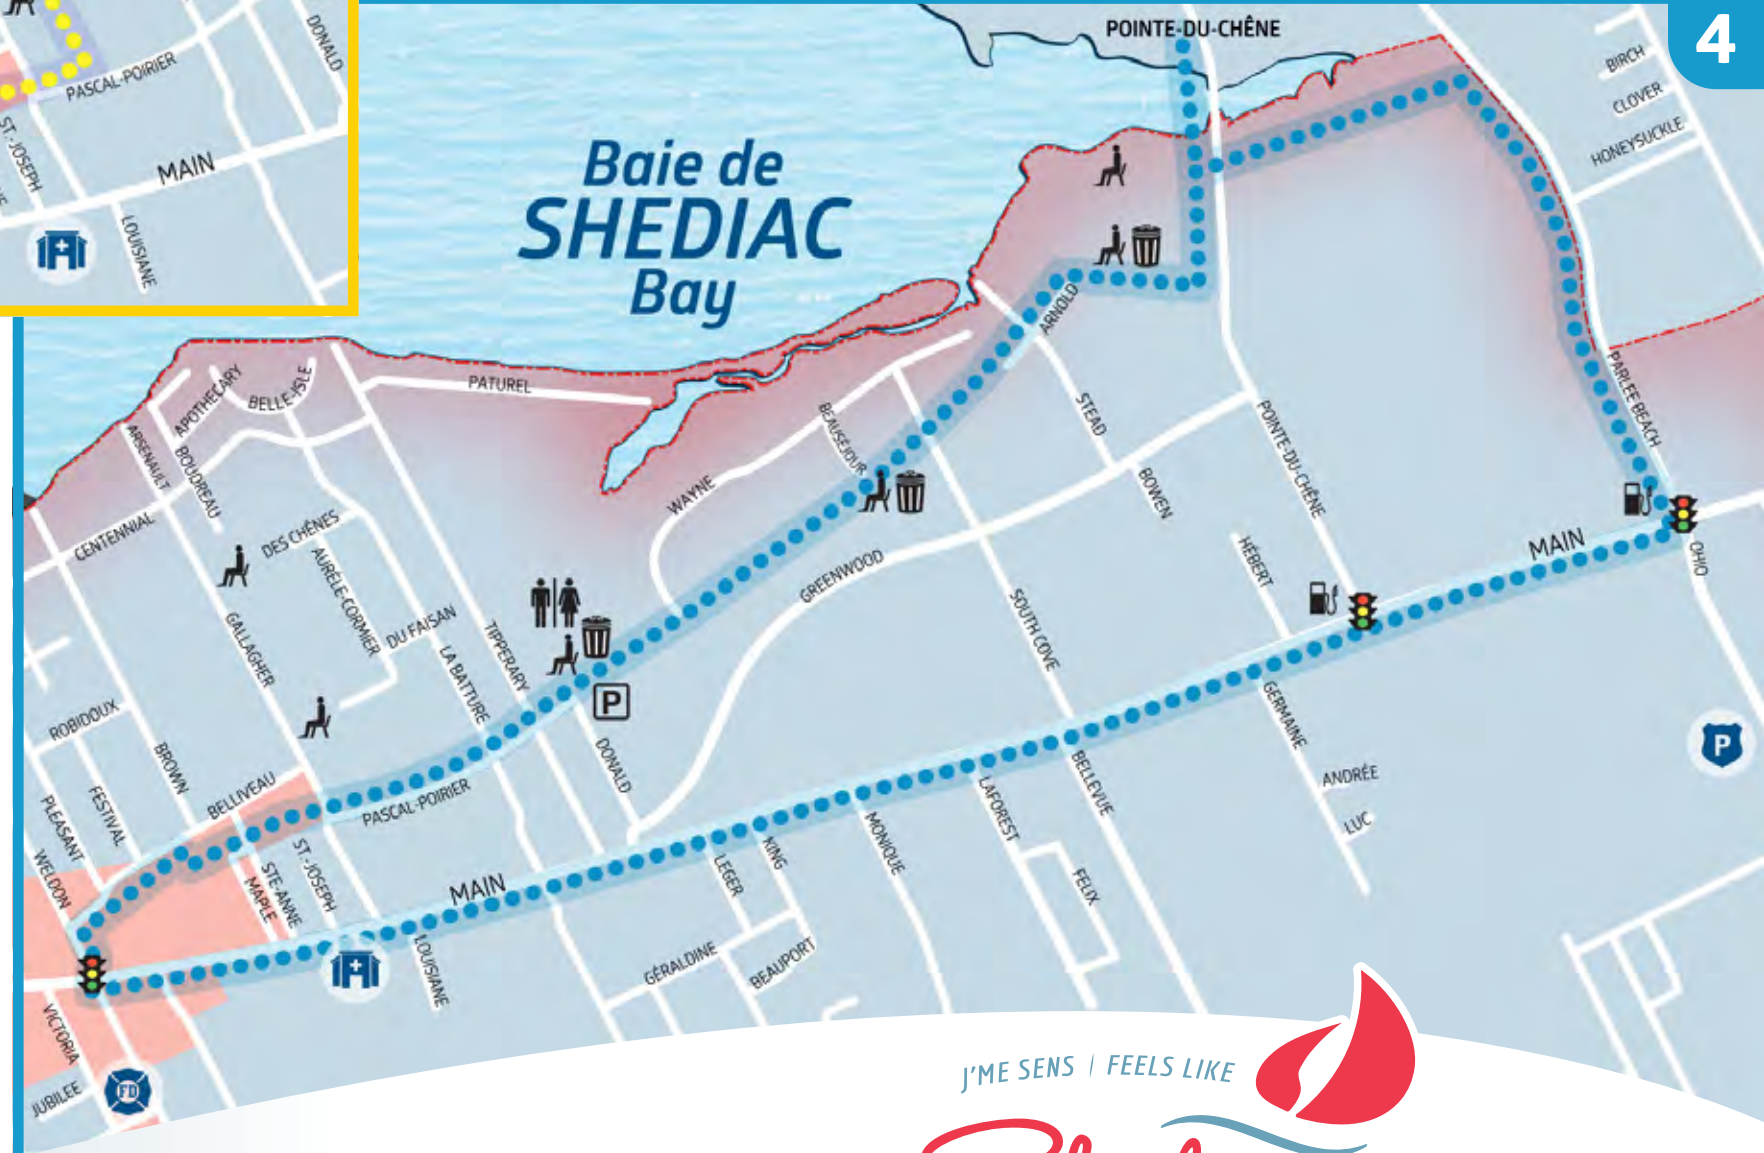 4
POINTE-DU-CHÊNE
DONALD
PASCAL-POIRIER
ST.-JOSEPH
MAIN
LOUISIANE
BIRCH
CLOVER
HONEYSUCKLE
Baie de
SHEDIAC
Bay
ARNOLD
PATUREL
APOTHECARY
BELLE-ISLE
ARSENAULT
BOUDREAU
CENTENNIAL
DES CHÊNES
BEAUSÉJOUR
WAYNE
STEAD
BOWEN
POINTE-DU-CHÊNE
PARLEE BEACH
MAIN
OHIO
HÉBERT
GREENWOOD
AURÈLE-CORMIER
DU FAISAN
GALLAGHER
LA BATTURE
TIPPERARY
SOUTH COVE
P
GERMAINE
P
ROBIDOUX
BROWN
FESTIVAL
PLEASANT
BELLIVEAU
PASCAL-POIRIER
DONALD
BELLEVUE
ANDRÉE
LUC
LAFOREST
MONIQUE
KING
LEGER
FELIX
WELDON
ST.-JOSEPH
STE-ANNE
MAPLE
MAIN
LOUISIANE
GÉRALDINE
BEAUPORT
VICTORIA
JUBILEE
FD
J'ME SENS | FEELS LIKE